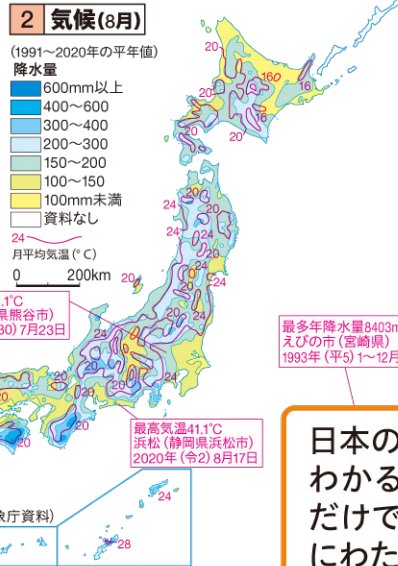 2 気候(8月)
(1991〜2020年の平年値)
降水量
600mm以上
400〜600
300〜400
200〜300
150〜200
100〜150
100mm未満
資料なし
24
月平均気温(°C)
0 200km
20
20
16
16
20
16
20
20
24
20
24
24
20
24
20
24
20
24
20
20
20
20
20
24
28
.1°C
県熊谷市)
30) 7月23日
最高気温41.1°C
浜松(静岡県浜松市)
2020年(令2) 8月17日
最多年降水量8403m
えびの市(宮崎県)
1993年(平5) 1〜12月
象庁資料)
日本の
わかる
だけで
にわた